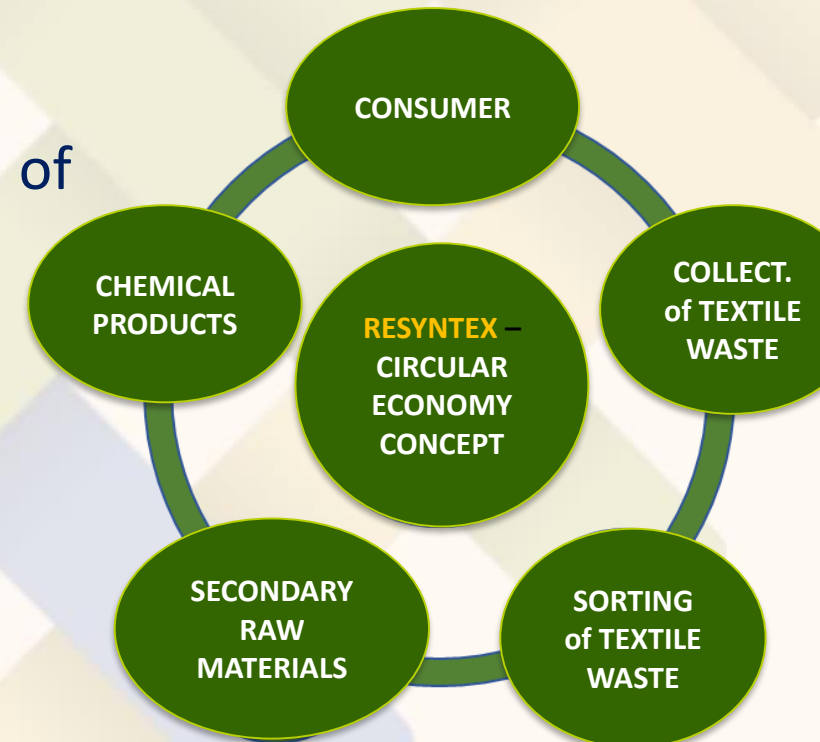 CONSUMER
of
CHEMICAL
PRODUCTS
COLLECT.
of TEXTILE
WASTE
RESYNTEX –
CIRCULAR
ECONOMY
CONCEPT
SECONDARY
RAW
MATERIALS
SORTING
of TEXTILE
WASTE